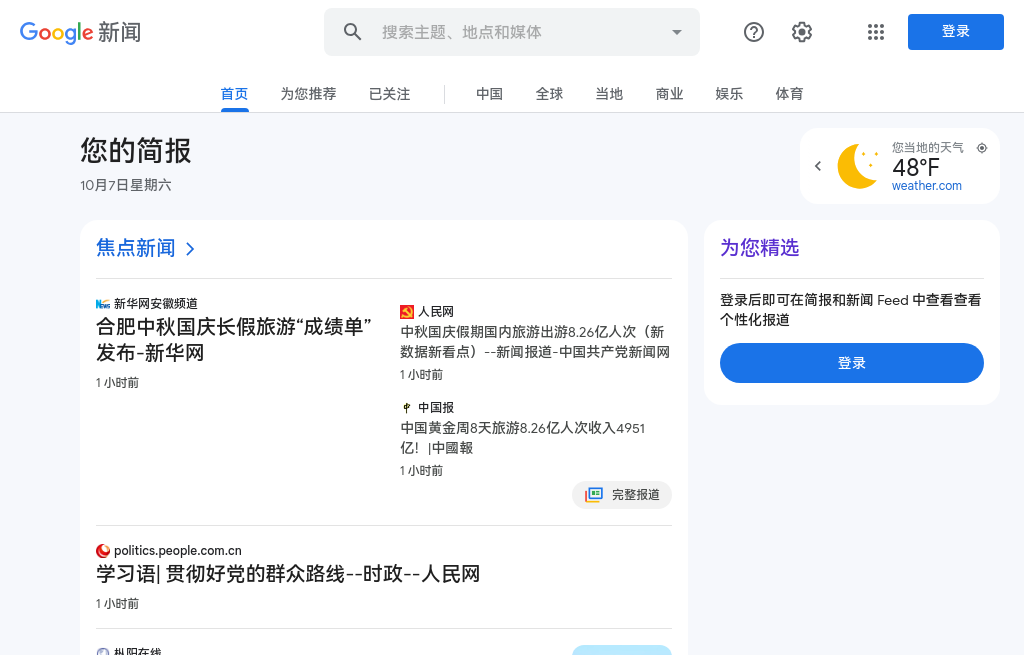 Google 新闻
搜索主题、地点和媒体
登录
首页
为您推荐
已关注
中国
全球
当地
商业
娱乐
体育
您的简报
10月7日星期六
您当地的天气
48°F
weather.com
焦点新闻
新华网安徽频道
合肥中秋国庆长假旅游“成绩单”
发布-新华网
1 小时前
人民网
中秋国庆假期国内旅游出游8.26亿人次（新
数据新看点）--新闻报道-中国共产党新闻网
1 小时前
中国报
中国黄金周8天旅游8.26亿人次收入4951
亿！|中國報
1 小时前
完整报道
politics.people.com.cn
学习语| 贯彻好党的群众路线--时政--人民网
1 小时前
枞阳在线
为您精选
登录后即可在简报和新闻 Feed 中查看查看
个性化报道
登录